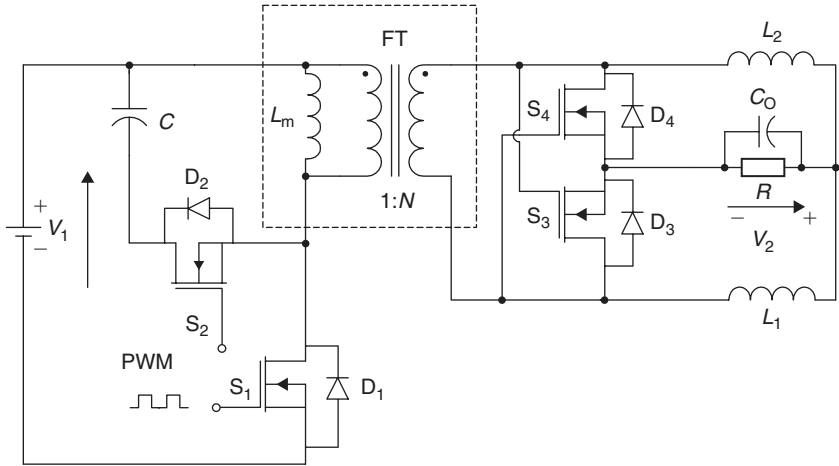 FT
L2
CO
Lm
C
S4
D4
D2
1:N
R
+
V1
−
− +
V2
S3
D3
S2
L1
PWM
S1
D1